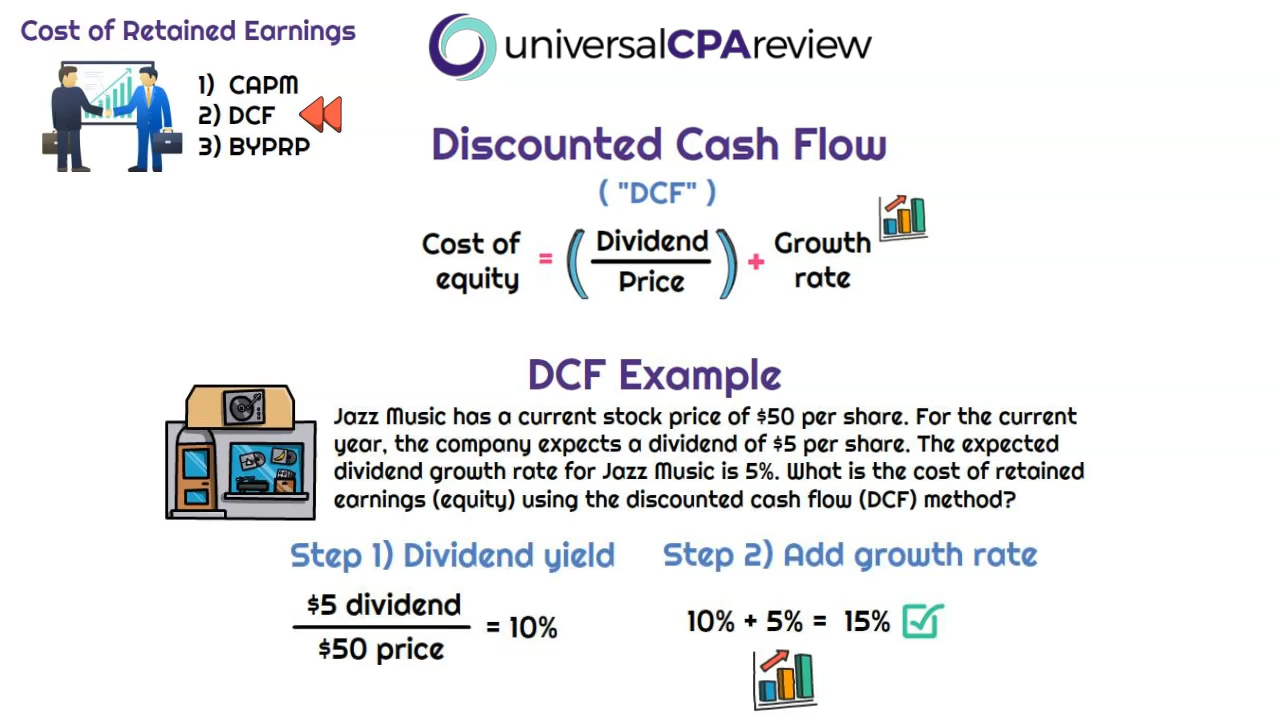 Cost of Retained Earnings
1) CAPM
2) DCF
3) BYPRP
universalCPAreview
Discounted Cash Flow
( "DCF" )
Cost of equity = ( Dividend / Price ) + Growth rate
DCF Example
Jazz Music has a current stock price of $50 per share. For the current
year, the company expects a dividend of $5 per share. The expected
dividend growth rate for Jazz Music is 5%. What is the cost of retained
earnings (equity) using the discounted cash flow (DCF) method?
Step 1) Dividend yield
$5 dividend
$50 price
= 10%
Step 2) Add growth rate
10% + 5% = 15%